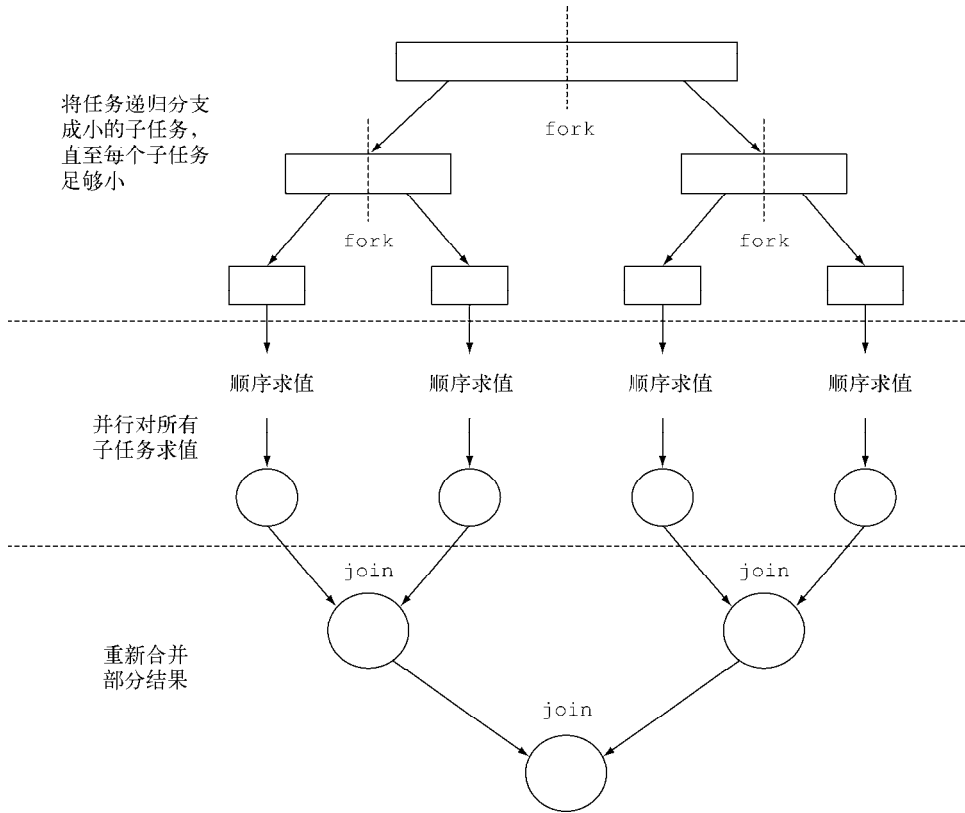 将任务递归分支
成小的子任务，
直至每个子任务
足够小
fork
fork
fork
顺序求值
顺序求值
顺序求值
顺序求值
并行对所有
子任务求值
join
join
重新合并
部分结果
join